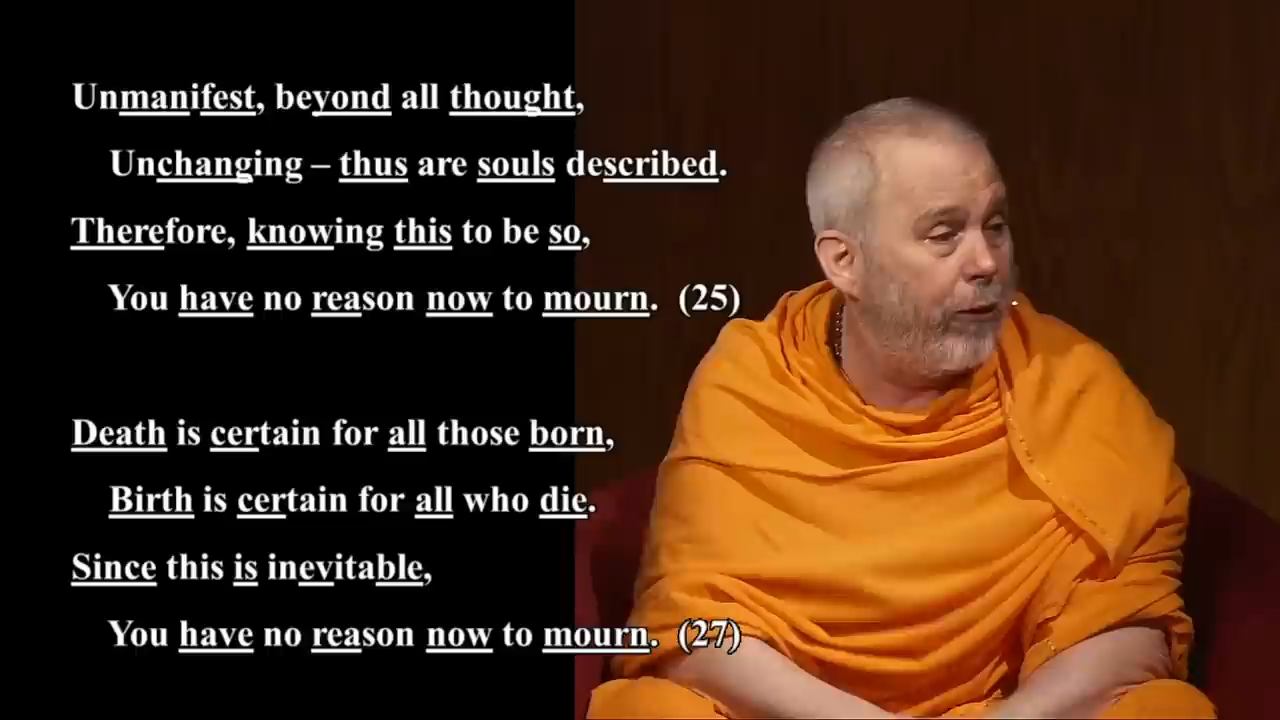 Unmanifest, beyond all thought,
Unchanging – thus are souls described.
Therefore, knowing this to be so,
You have no reason now to mourn. (25)
Death is certain for all those born,
Birth is certain for all who die.
Since this is inevitable,
You have no reason now to mourn. (27)